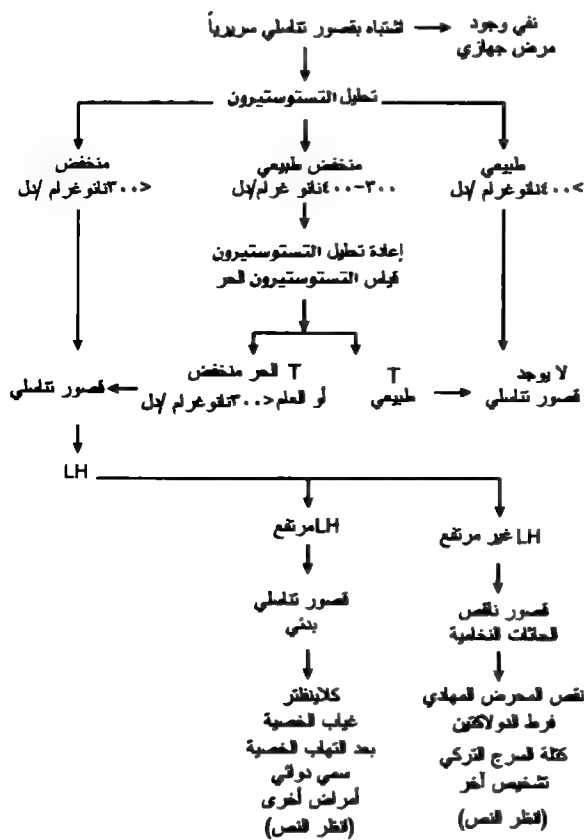 اشتباه بقصور تناسلي سريرياً
نفي وجود
مرض جهازي
تحليل التستوستيرون
طبيعي
>٤٠٠نانوغرام/دل
منخفض طبيعي
٣٠٠-٤٠٠نانو غرام/دل
منخفض
<٣٠٠نانوغرام/دل
إعادة تحليل التستوستيرون
قياس التستوستيرون الحر
لا يوجد
قصور تناسلي
T
طبيعي
T الحر منخفض
أو العام <٣٠٠نانوغرام/دل
قصور تناسلي
LH
LH غير مرتفع
LHمرتفع
قصور ناقص
الحاثات النخامية
قصور تناسلي
بدئي
نقص المحرض المهادي
فرط البرولاكتين
كتلة السرج التركي
تشخيص آخر
(انظر النص)
كلاينفلتر
غياب الخصية
بعد التهاب الخصية
سمي دوائي
أمراض أخرى
(انظر النص)